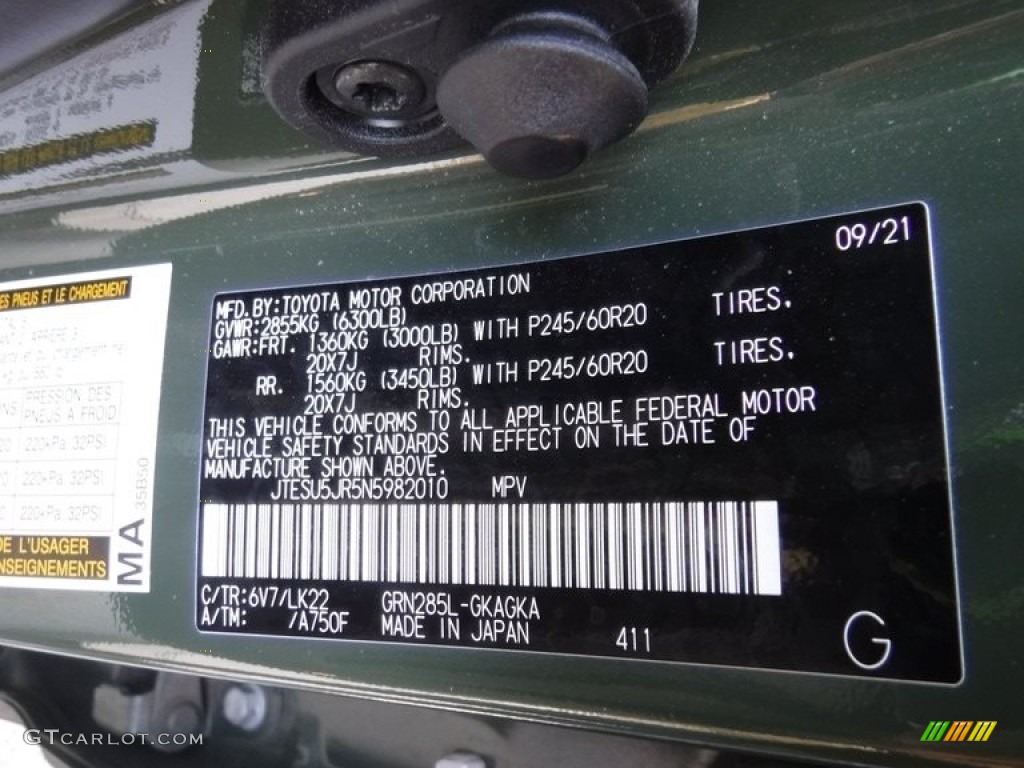 09/21
MFD.BY:TOYOTA MOTOR CORPORATION
GVWR:2855KG (6300LB)
GAWR:FRT. 1360KG (3000LB) WITH P245/60R20 TIRES.
20X7J RIMS.
RR. 1560KG (3450LB) WITH P245/60R20 TIRES.
20X7J RIMS.
THIS VEHICLE CONFORMS TO ALL APPLICABLE FEDERAL MOTOR
VEHICLE SAFETY STANDARDS IN EFFECT ON THE DATE OF
MANUFACTURE SHOWN ABOVE.
JTESU5JR5N5982010 MPV
C/TR:6V7/LK22 GRN285L-GKAGKA
A/TM: /A750F MADE IN JAPAN 411
G
ES PNEUS ET LE CHARGEMENT
ARRIERE 3
PRESSION DES
PNEUS A FROID
220kPa 32PSI
220kPa 32PSI
220kPa 32PSI
DE L'USAGER
NSEIGNEMENTS
MA 35B50
GTCARLOT.COM